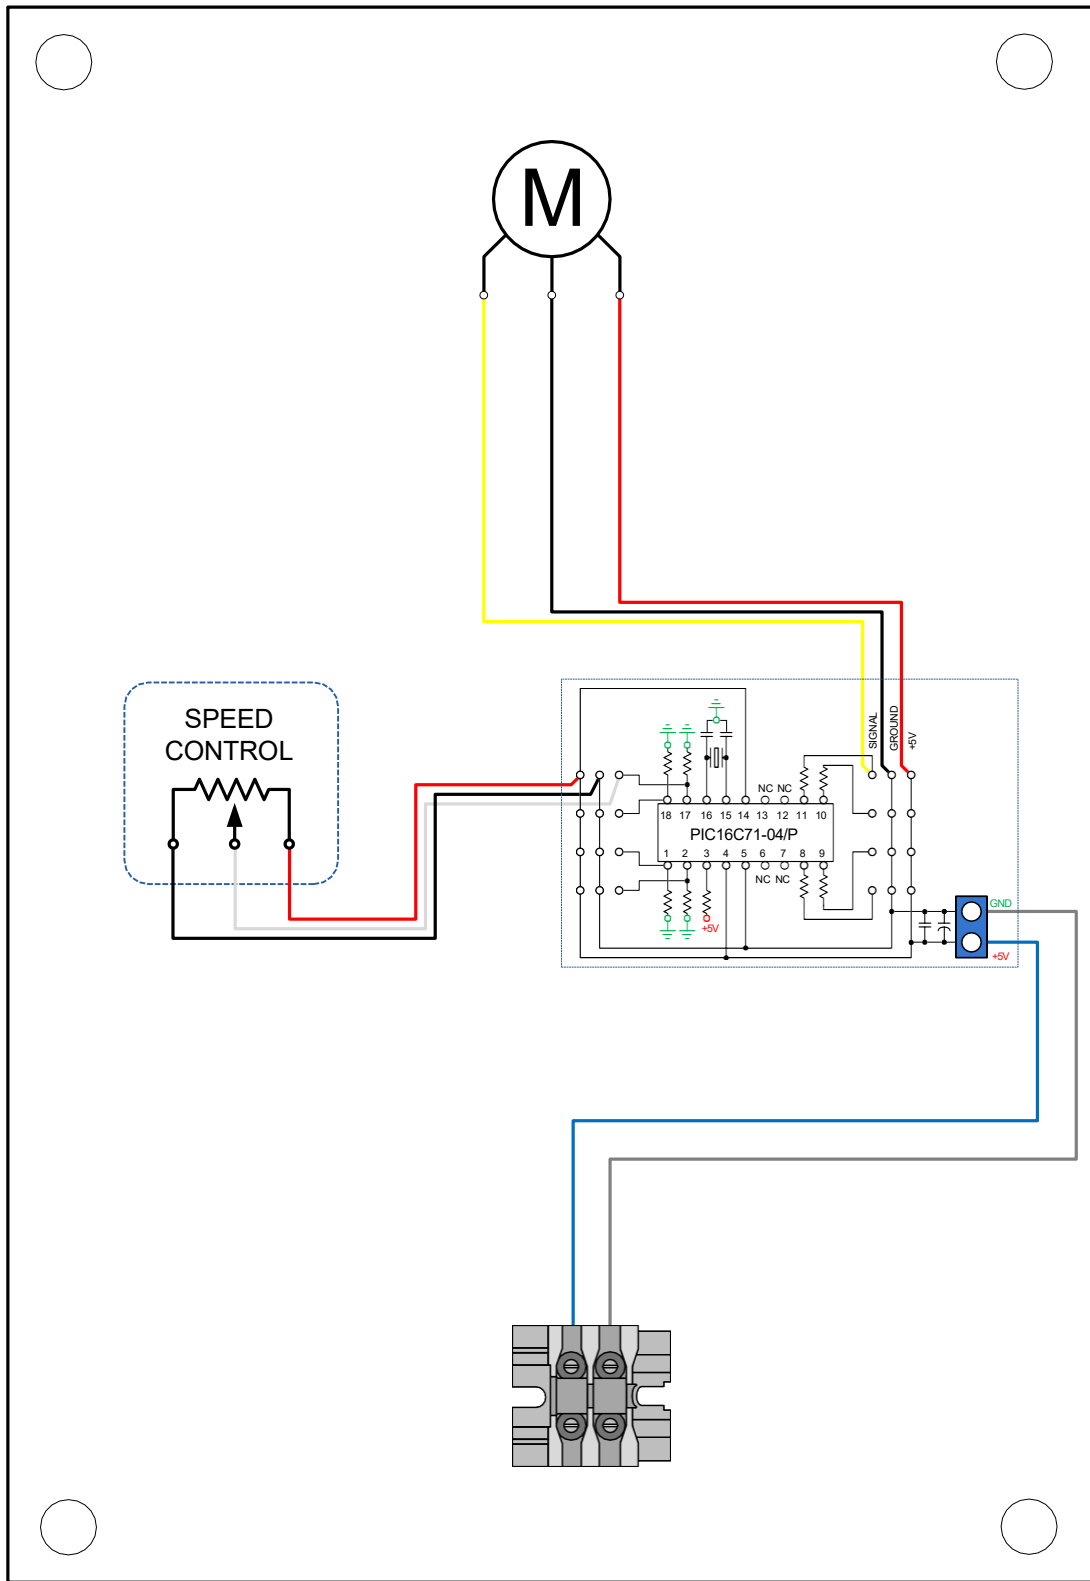 M
SPEED
CONTROL
SIGNAL
GROUND
+5V
NC NC
18 17 16 15 14 13 12 11 10
PIC16C71-04/P
1 2 3 4 5 6 7 8 9
NC NC
+5V
GND
+5V